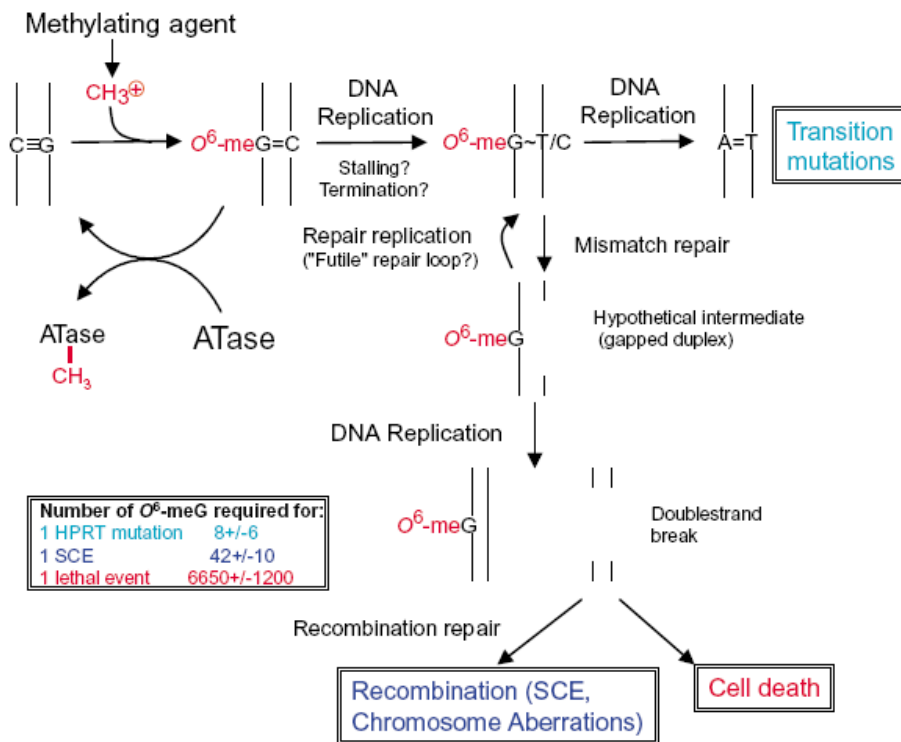 Methylating agent
CH3⊕
C≡G
O⁶-meG=C
DNA
Replication
Stalling?
Termination?
O⁶-meG~T/C
DNA
Replication
A=T
Transition
mutations
Repair replication
("Futile" repair loop?)
Mismatch repair
ATase
CH₃
ATase
O⁶-meG
Hypothetical intermediate
(gapped duplex)
DNA Replication
Number of O⁶-meG required for:
1 HPRT mutation 8+/-6
1 SCE 42+/-10
1 lethal event 6650+/-1200
O⁶-meG
Doublestrand
break
Recombination repair
Recombination (SCE,
Chromosome Aberrations)
Cell death